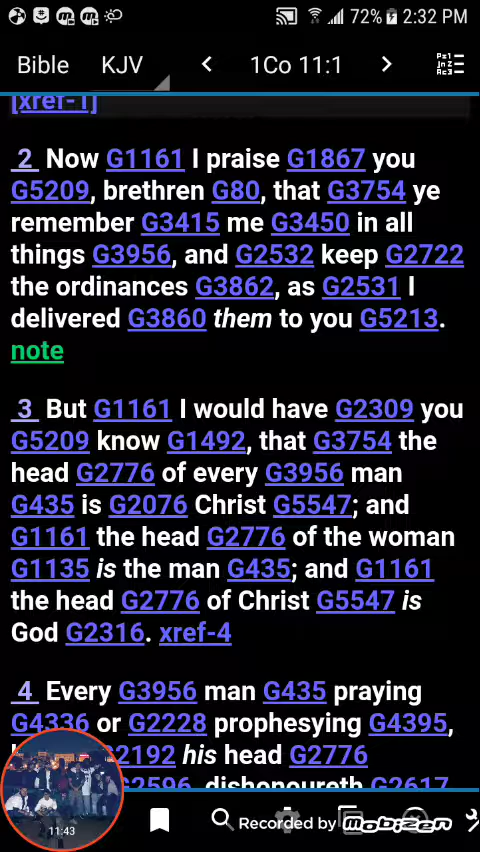 72% 2:32 PM
Bible KJV < 1Co 11:1 >
[xref-1]
2 Now G1161 I praise G1867 you
G5209, brethren G80, that G3754 ye
remember G3415 me G3450 in all
things G3956, and G2532 keep G2722
the ordinances G3862, as G2531 I
delivered G3860 them to you G5213.
note
3 But G1161 I would have G2309 you
G5209 know G1492, that G3754 the
head G2776 of every G3956 man
G435 is G2076 Christ G5547; and
G1161 the head G2776 of the woman
G1135 is the man G435; and G1161
the head G2776 of Christ G5547 is
God G2316. xref-4
4 Every G3956 man G435 praying
G4336 or G2228 prophesying G4395,
G2192 his head G2776
G2596, dishonoureth G2617
11:43
Recorded by mobizen